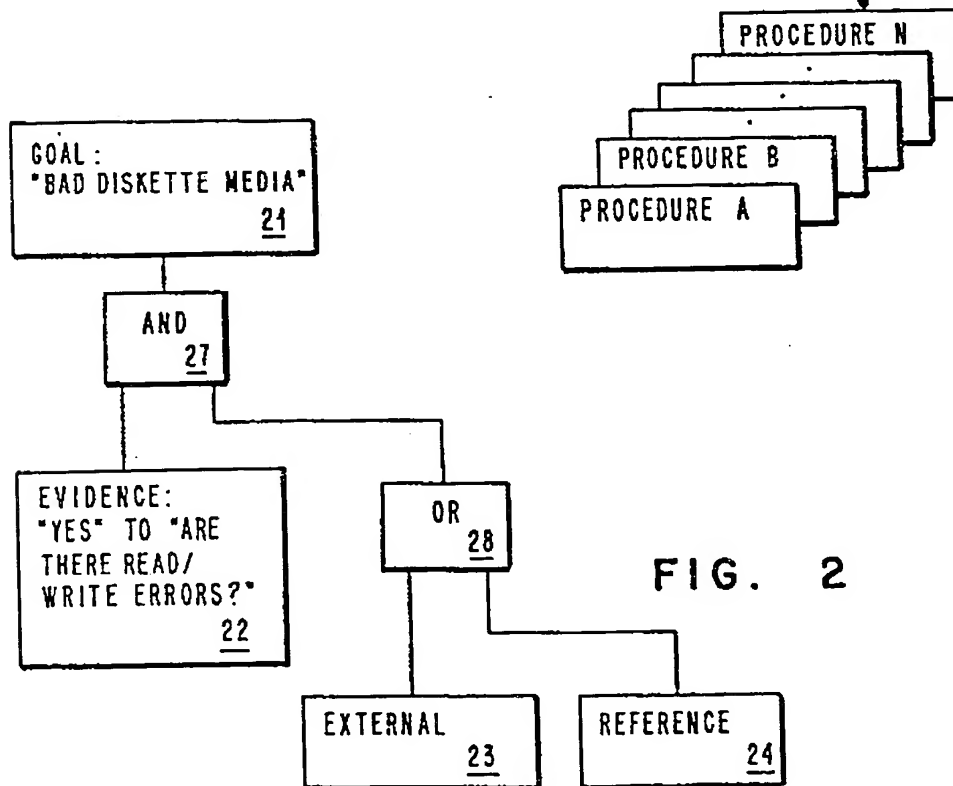 PROCEDURE N
PROCEDURE B
PROCEDURE A
GOAL:
"BAD DISKETTE MEDIA"
21
AND
27
EVIDENCE:
"YES" TO "ARE
THERE READ/
WRITE ERRORS?"
22
OR
28
FIG. 2
EXTERNAL
23
REFERENCE
24